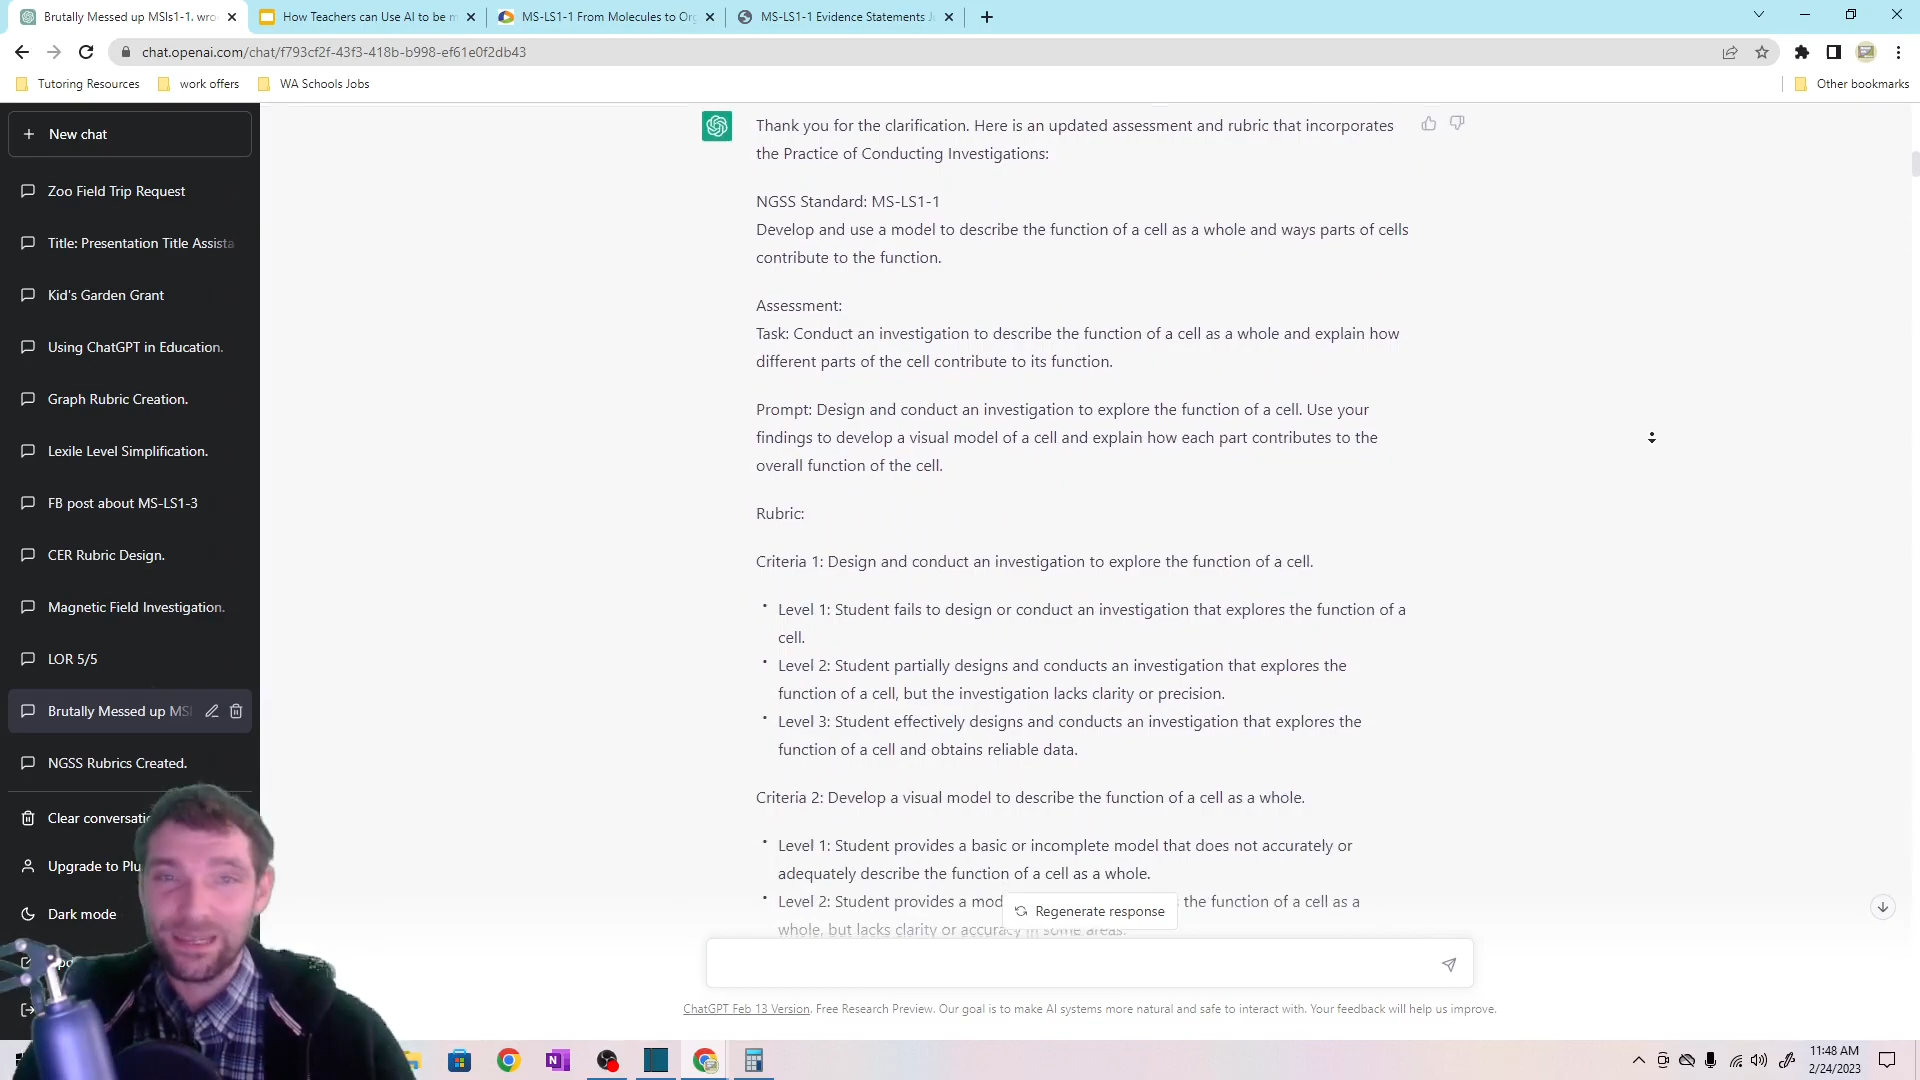 Brutally Messed up MSls1-1. wro
How Teachers can Use AI to be m
MS-LS1-1 From Molecules to Or
MS-LS1-1 Evidence Statements J
chat.openai.com/chat/f793cf2f-43f3-418b-b998-ef61e0f2db43
Tutoring Resources
work offers
WA Schools Jobs
Other bookmarks
New chat
Zoo Field Trip Request
Title: Presentation Title Assista
Kid's Garden Grant
Using ChatGPT in Education.
Graph Rubric Creation.
Lexile Level Simplification.
FB post about MS-LS1-3
CER Rubric Design.
Magnetic Field Investigation.
LOR 5/5
Brutally Messed up MSl
NGSS Rubrics Created.
Clear conversatio
Upgrade to Plu
Dark mode
Thank you for the clarification. Here is an updated assessment and rubric that incorporates
the Practice of Conducting Investigations:
NGSS Standard: MS-LS1-1
Develop and use a model to describe the function of a cell as a whole and ways parts of cells
contribute to the function.
Assessment:
Task: Conduct an investigation to describe the function of a cell as a whole and explain how
different parts of the cell contribute to its function.
Prompt: Design and conduct an investigation to explore the function of a cell. Use your
findings to develop a visual model of a cell and explain how each part contributes to the
overall function of the cell.
Rubric:
Criteria 1: Design and conduct an investigation to explore the function of a cell.
• Level 1: Student fails to design or conduct an investigation that explores the function of a
cell.
• Level 2: Student partially designs and conducts an investigation that explores the
function of a cell, but the investigation lacks clarity or precision.
• Level 3: Student effectively designs and conducts an investigation that explores the
function of a cell and obtains reliable data.
Criteria 2: Develop a visual model to describe the function of a cell as a whole.
• Level 1: Student provides a basic or incomplete model that does not accurately or
adequately describe the function of a cell as a whole.
• Level 2: Student provides a mod the function of a cell as a
Regenerate response
whole, but lacks clarity or accuracy in some areas.
ChatGPT Feb 13 Version. Free Research Preview. Our goal is to make AI systems more natural and safe to interact with. Your feedback will help us improve.
11:48 AM
2/24/2023